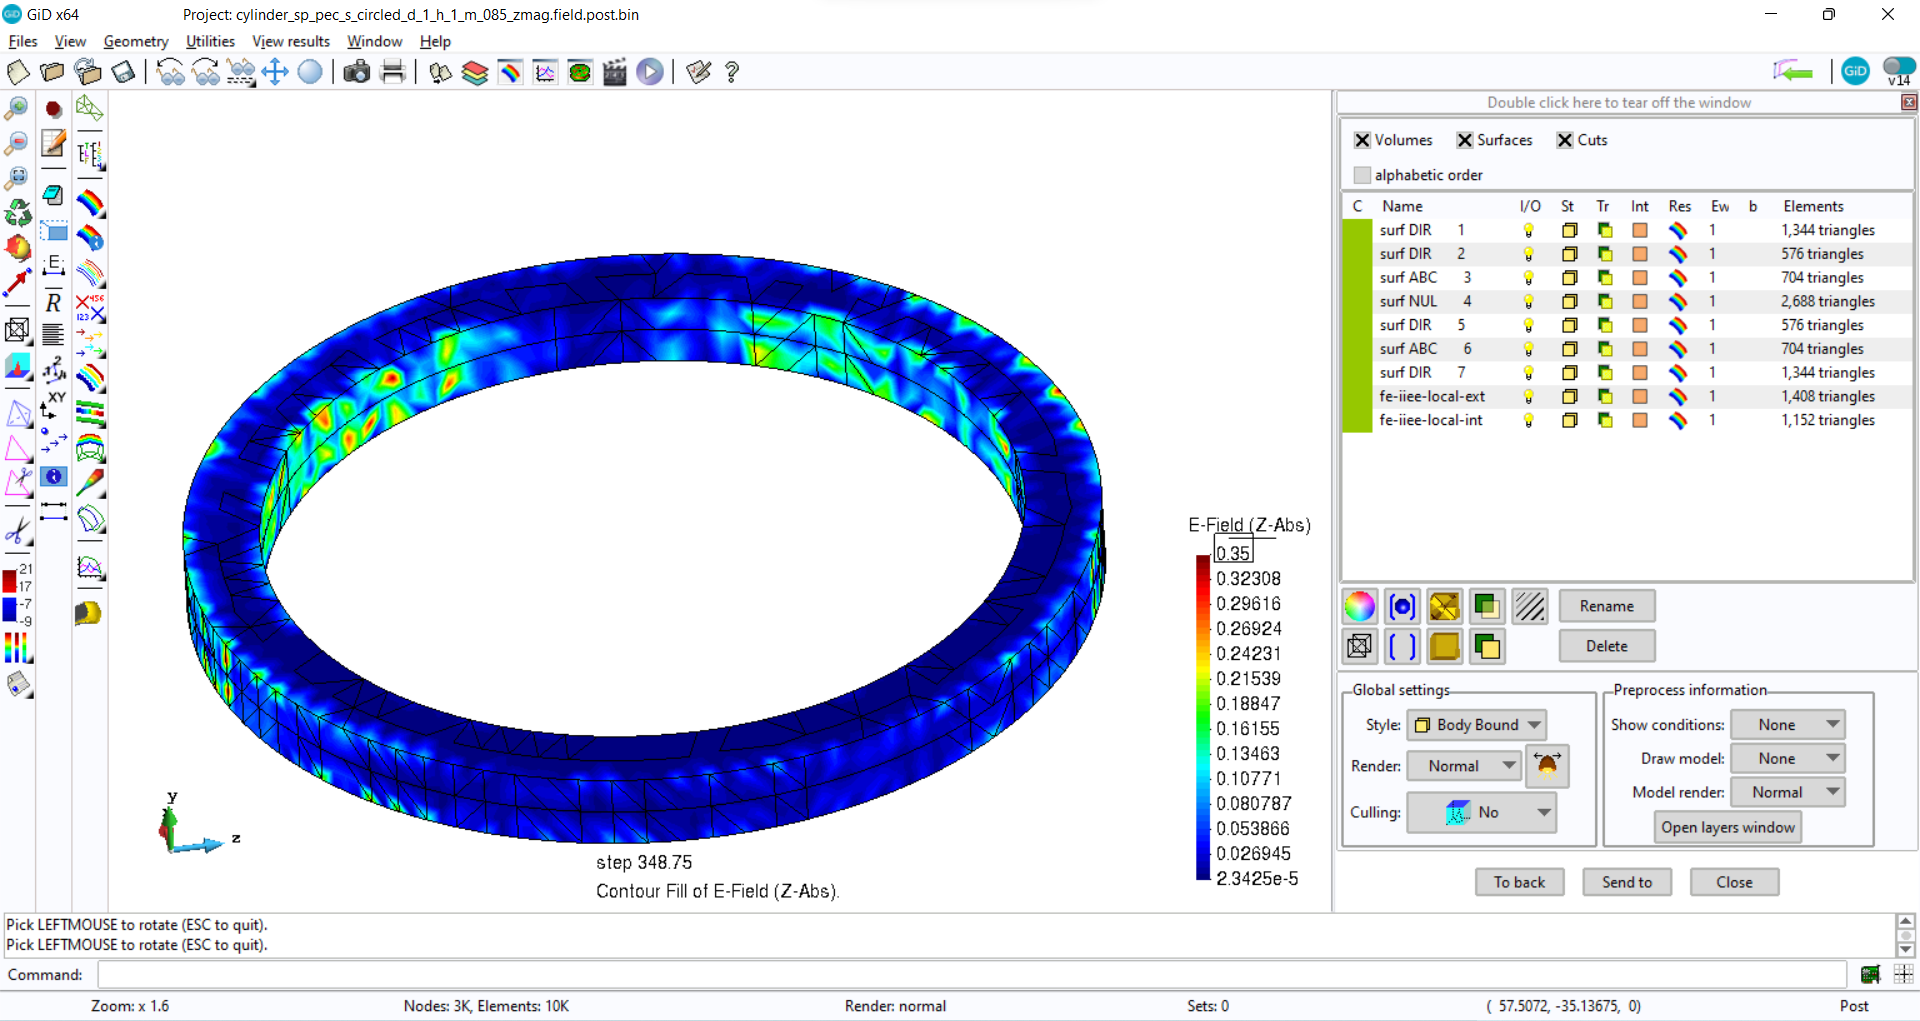 GiD x64 Project: cylinder_sp_pec_s_circled_d_1_h_1_m_085_zmag.field.post.bin
Files View Geometry Utilities View results Window Help
GiD
v14
Double click here to tear off the window
Volumes Surfaces Cuts
alphabetic order
C Name I/O St Tr Int Res Ew b Elements
surf DIR 1 1 1,344 triangles
surf DIR 2 1 576 triangles
surf ABC 3 1 704 triangles
surf NUL 4 1 2,688 triangles
surf DIR 5 1 576 triangles
surf ABC 6 1 704 triangles
surf DIR 7 1 1,344 triangles
fe-iiee-local-ext 1 1,408 triangles
fe-iiee-local-int 1 1,152 triangles
Rename
Delete
Global settings
Style: Body Bound
Render: Normal
Culling: No
Preprocess information
Show conditions: None
Draw model: None
Model render: Normal
Open layers window
To back Send to Close
E
R
XY
21
17
-7
-9
E-Field (Z-Abs)
0.35
0.32308
0.29616
0.26924
0.24231
0.21539
0.18847
0.16155
0.13463
0.10771
0.080787
0.053866
0.026945
2.3425e-5
y
z
step 348.75
Contour Fill of E-Field (Z-Abs).
Pick LEFTMOUSE to rotate (ESC to quit).
Pick LEFTMOUSE to rotate (ESC to quit).
Command:
Zoom: x 1.6 Nodes: 3K, Elements: 10K Render: normal Sets: 0 ( 57.5072, -35.13675, 0) Post